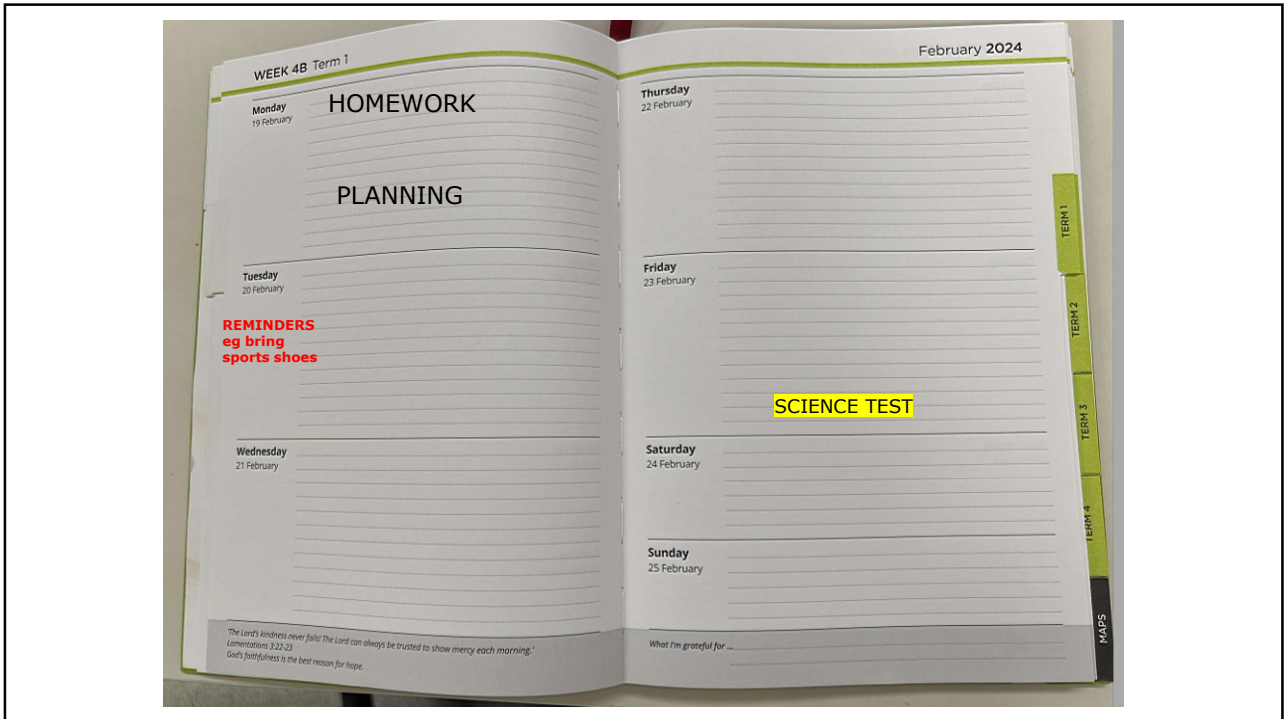 WEEK 4B Term 1
Monday
19 February
HOMEWORK
PLANNING
Tuesday
20 February
REMINDERS
eg bring
sports shoes
Wednesday
21 February
'The Lord's kindness never fails! The Lord can always be trusted to show mercy each morning.'
Lamentations 3:22-23
God's faithfulness is the best reason for hope.
February 2024
Thursday
22 February
Friday
23 February
SCIENCE TEST
Saturday
24 February
Sunday
25 February
What I'm grateful for ...
TERM 1
TERM 2
TERM 3
TERM 4
MAPS